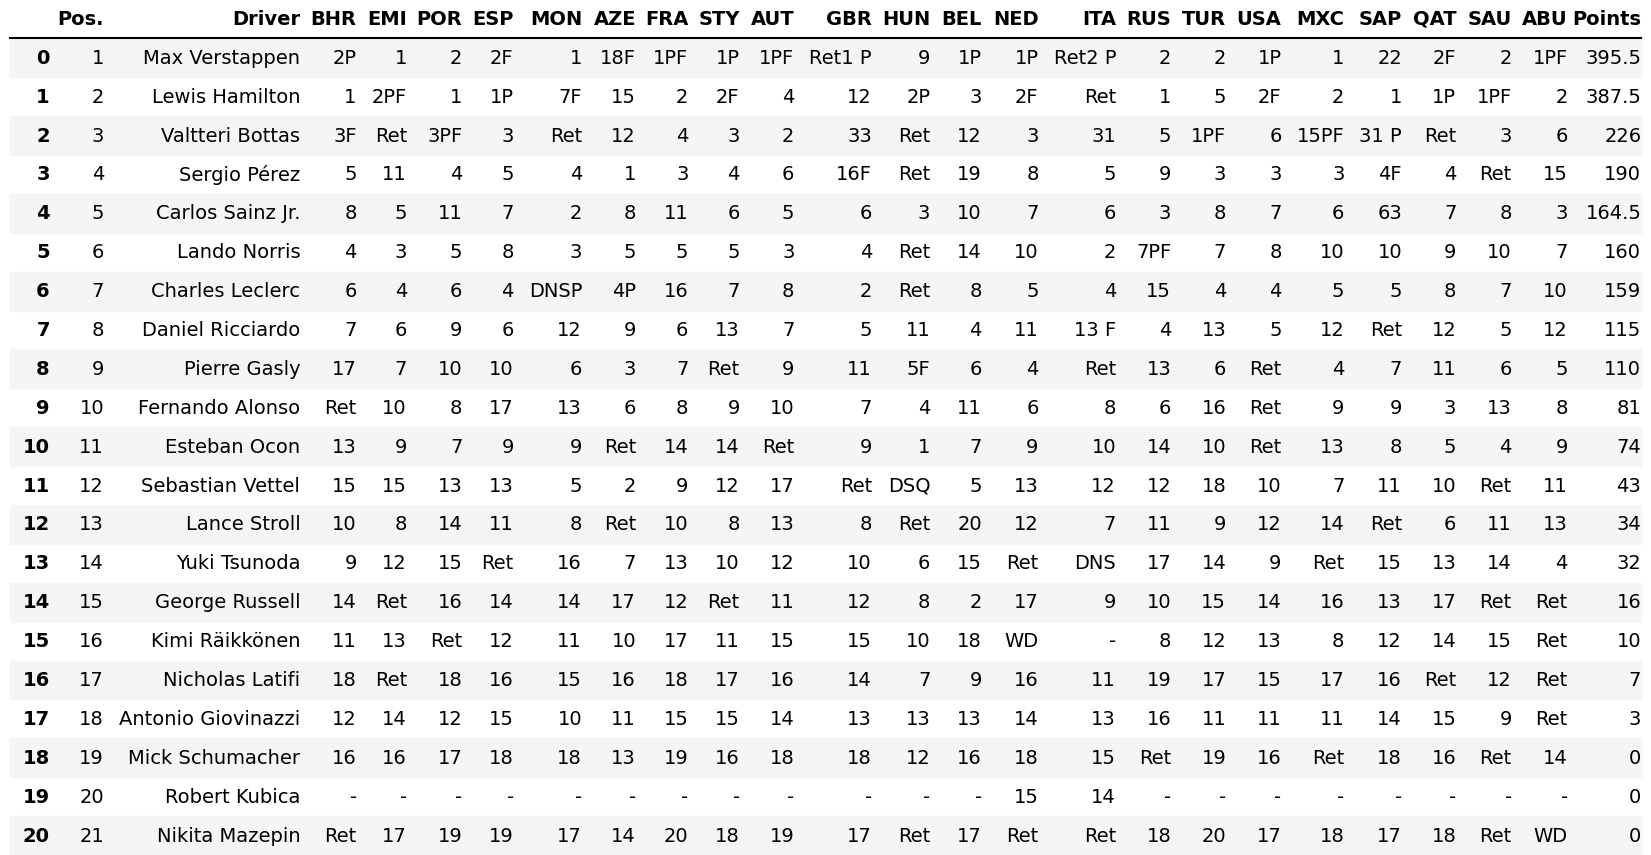 Pos. Driver BHR EMI POR ESP MON AZE FRA STY AUT GBR HUN BEL NED ITA RUS TUR USA MXC SAP QAT SAU ABU Points
0 1 Max Verstappen 2P 1 2 2F 1 18F 1PF 1P 1PF Ret1 P 9 1P 1P Ret2 P 2 2 1P 1 22 2F 2 1PF 395.5
1 2 Lewis Hamilton 1 2PF 1 1P 7F 15 2 2F 4 12 2P 3 2F Ret 1 5 2F 2 1 1P 1PF 2 387.5
2 3 Valtteri Bottas 3F Ret 3PF 3 Ret 12 4 3 2 33 Ret 12 3 31 5 1PF 6 15PF 31 P Ret 3 6 226
3 4 Sergio Pérez 5 11 4 5 4 1 3 4 6 16F Ret 19 8 5 9 3 3 3 4F 4 Ret 15 190
4 5 Carlos Sainz Jr. 8 5 11 7 2 8 11 6 5 6 3 10 7 6 3 8 7 6 63 7 8 3 164.5
5 6 Lando Norris 4 3 5 8 3 5 5 5 3 4 Ret 14 10 2 7PF 7 8 10 10 9 10 7 160
6 7 Charles Leclerc 6 4 6 4 DNSP 4P 16 7 8 2 Ret 8 5 4 15 4 4 5 5 8 7 10 159
7 8 Daniel Ricciardo 7 6 9 6 12 9 6 13 7 5 11 4 11 13 F 4 13 5 12 Ret 12 5 12 115
8 9 Pierre Gasly 17 7 10 10 6 3 7 Ret 9 11 5F 6 4 Ret 13 6 Ret 4 7 11 6 5 110
9 10 Fernando Alonso Ret 10 8 17 13 6 8 9 10 7 4 11 6 8 6 16 Ret 9 9 3 13 8 81
10 11 Esteban Ocon 13 9 7 9 9 Ret 14 14 Ret 9 1 7 9 10 14 10 Ret 13 8 5 4 9 74
11 12 Sebastian Vettel 15 15 13 13 5 2 9 12 17 Ret DSQ 5 13 12 12 18 10 7 11 10 Ret 11 43
12 13 Lance Stroll 10 8 14 11 8 Ret 10 8 13 8 Ret 20 12 7 11 9 12 14 Ret 6 11 13 34
13 14 Yuki Tsunoda 9 12 15 Ret 16 7 13 10 12 10 6 15 Ret DNS 17 14 9 Ret 15 13 14 4 32
14 15 George Russell 14 Ret 16 14 14 17 12 Ret 11 12 8 2 17 9 10 15 14 16 13 17 Ret Ret 16
15 16 Kimi Räikkönen 11 13 Ret 12 11 10 17 11 15 15 10 18 WD - 8 12 13 8 12 14 15 Ret 10
16 17 Nicholas Latifi 18 Ret 18 16 15 16 18 17 16 14 7 9 16 11 19 17 15 17 16 Ret 12 Ret 7
17 18 Antonio Giovinazzi 12 14 12 15 10 11 15 15 14 13 13 13 14 13 16 11 11 11 14 15 9 Ret 3
18 19 Mick Schumacher 16 16 17 18 18 13 19 16 18 18 12 16 18 15 Ret 19 16 Ret 18 16 Ret 14 0
19 20 Robert Kubica - - - - - - - - - - - - 15 14 - - - - - - - - 0
20 21 Nikita Mazepin Ret 17 19 19 17 14 20 18 19 17 Ret 17 Ret Ret 18 20 17 18 17 18 Ret WD 0